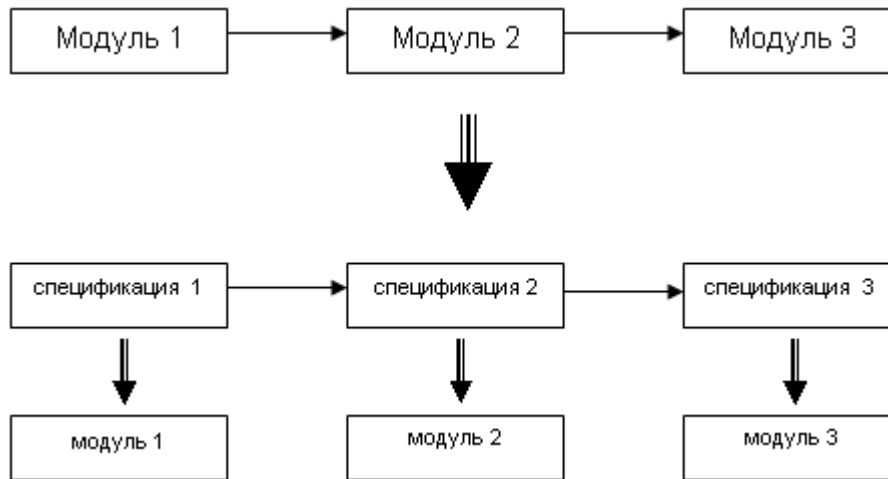 Модуль 1
Модуль 2
Модуль 3
спецификация 1
спецификация 2
спецификация 3
модуль 1
модуль 2
модуль 3